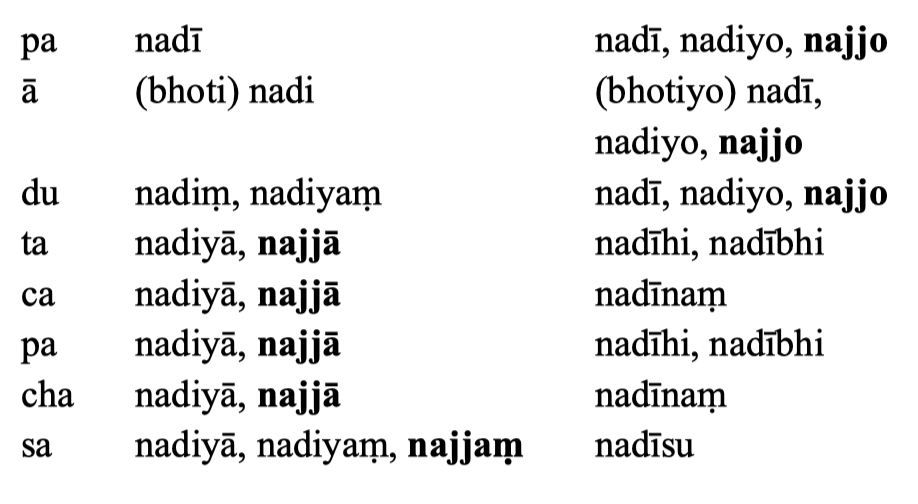 pa nadī nadī, nadiyo, najjo
ā (bhoti) nadi (bhotiyo) nadī,
nadiyo, najjo
du nadiṃ, nadiyaṃ nadī, nadiyo, najjo
ta nadiyā, najjā nadīhi, nadībhi
ca nadiyā, najjā nadīnaṃ
pa nadiyā, najjā nadīhi, nadībhi
cha nadiyā, najjā nadīnaṃ
sa nadiyā, nadiyaṃ, najjaṃ nadīsu